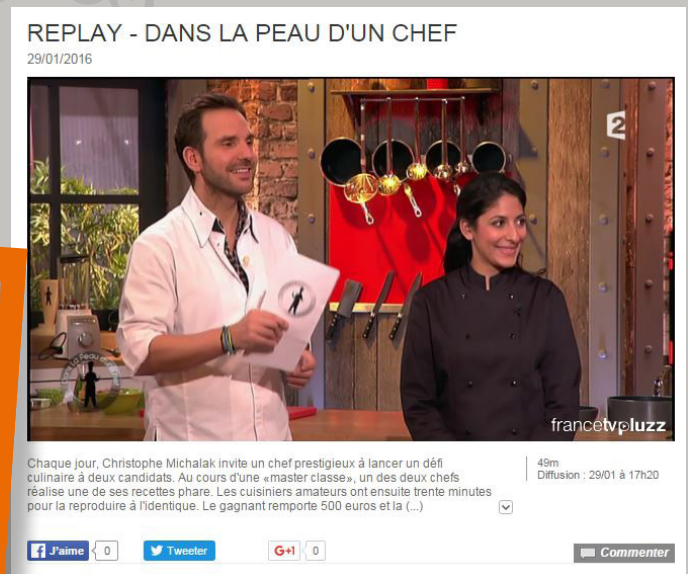 REPLAY - DANS LA PEAU D'UN CHEF
29/01/2016
2
La Peau
francetvpluzz
Chaque jour, Christophe Michalak invite un chef prestigieux à lancer un défi
culinaire à deux candidats. Au cours d'une «master classe», un des deux chefs
réalise une de ses recettes phare. Les cuisiniers amateurs ont ensuite trente minutes
pour la reproduire à l'identique. Le gagnant remporte 500 euros et la (...)
49m
Diffusion : 29/01 à 17h20
J'aime 0
Tweeter
G+1 0
Commenter